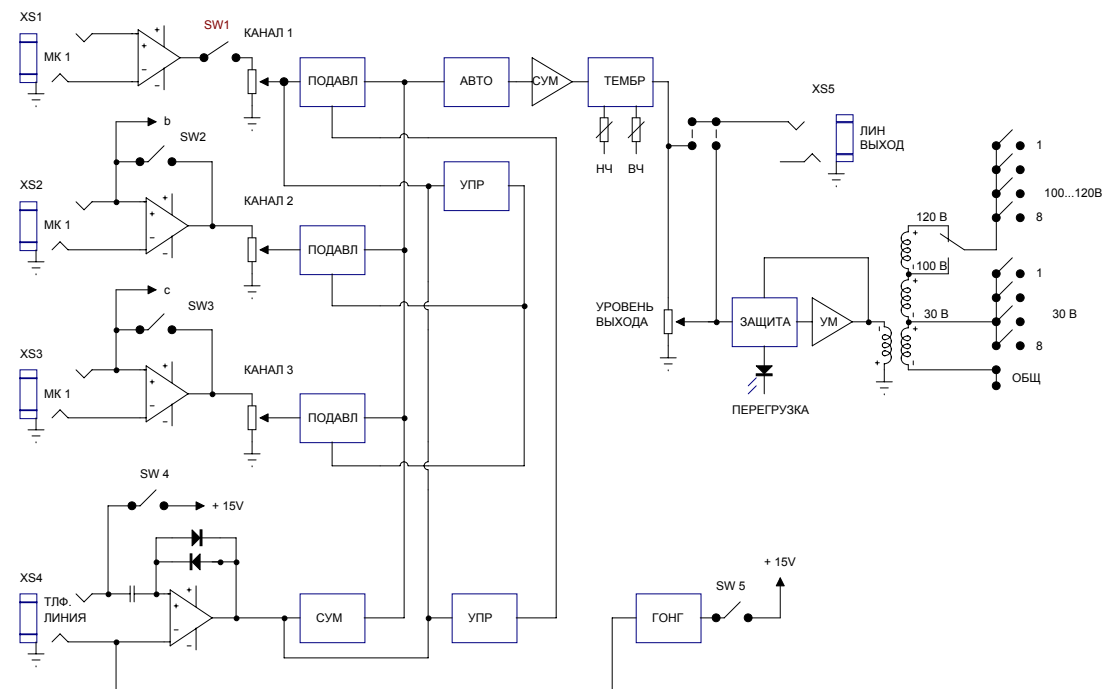 XS1
МК 1
SW1
КАНАЛ 1
ПОДАВЛ
АВТО
СУМ
ТЕМБР
НЧ
ВЧ
XS5
ЛИН
ВЫХОД
b
SW2
XS2
МК 1
КАНАЛ 2
ПОДАВЛ
УПР
1
100...120В
8
120 В
100 В
30 В
1
30 В
8
ОБЩ
c
SW3
XS3
МК 1
КАНАЛ 3
ПОДАВЛ
УРОВЕНЬ
ВЫХОДА
ЗАЩИТА
УМ
ПЕРЕГРУЗКА
SW 4
+ 15V
XS4
ТЛФ.
ЛИНИЯ
СУМ
УПР
ГОНГ
SW 5
+ 15V